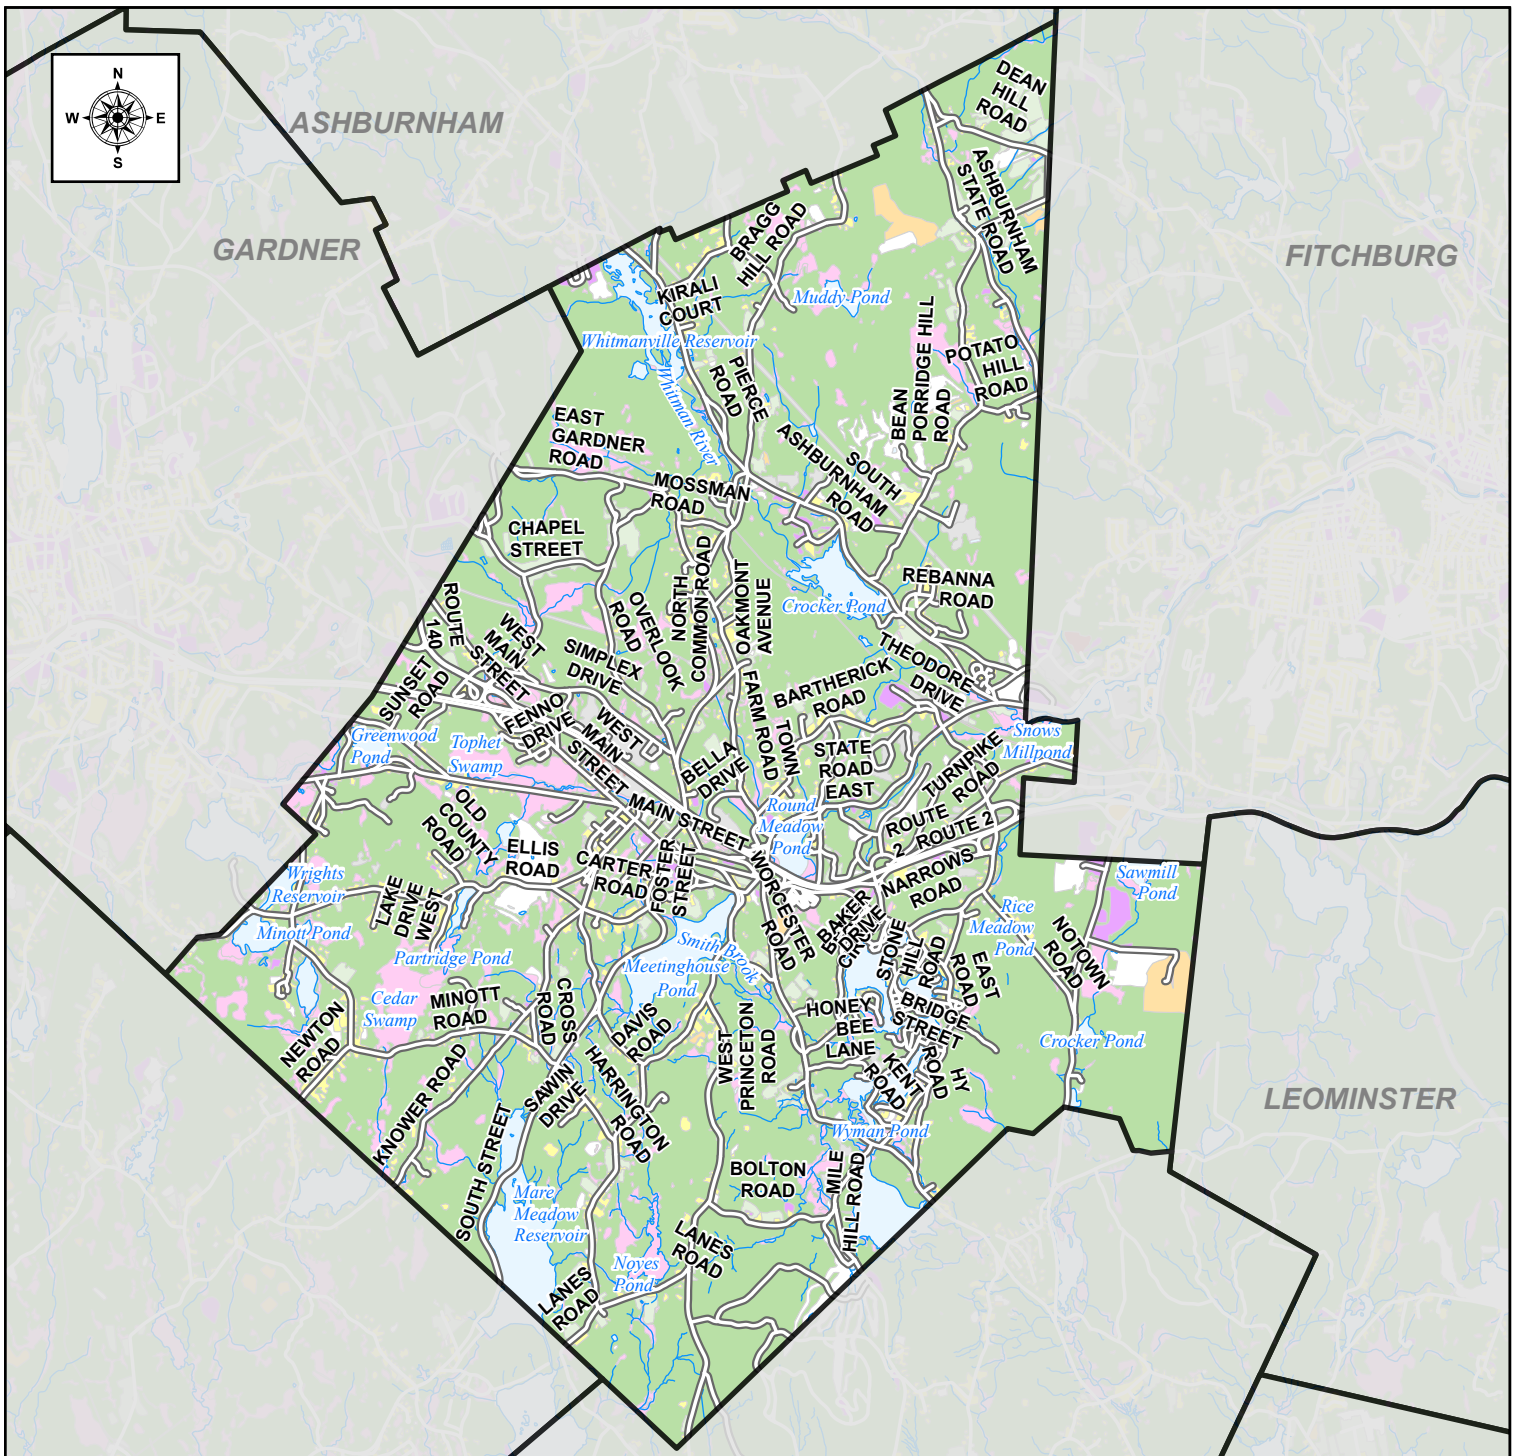 N
W E
S
ASHBURNHAM
GARDNER
FITCHBURG
LEOMINSTER
DEAN
HILL
ROAD
ASHBURNHAM
STATE ROAD
BRAGG
HILL ROAD
KIRALI
COURT
Muddy Pond
Whitmanville Reservoir
Whitman River
PIERCE
ROAD
BEAN
PORRIDGE HILL
ROAD
POTATO
HILL
ROAD
EAST
GARDNER
ROAD
MOSSMAN
ROAD
SOUTH
ASHBURNHAM
ROAD
CHAPEL
STREET
NORTH
COMMON ROAD
OAKMONT
AVENUE
REBANNA
ROAD
Crocker Pond
ROUTE
140
WEST
MAIN
STREET
OVERLOOK
ROAD
SIMPLEX
DRIVE
SUNSET
ROAD
FENNO
DRIVE
WEST
MAIN
STREET
THEODORE
DRIVE
BARTHERICK
ROAD
TOWN
FARM ROAD
Greenwood
Pond
Tophet
Swamp
BELLA
DRIVE
STATE
ROAD
EAST
Snows
Millpond
TURNPIKE
ROAD
OLD
COUNTY
ROAD
MAIN STREET
Round
Meadow
Pond
ROUTE
2
ROUTE 2
ELLIS
ROAD
CARTER
ROAD
FOSTER
STREET
WORCESTER
ROAD
NARROWS
ROAD
Sawmill
Pond
Wrights
Reservoir
Minott Pond
LAKE
DRIVE
WEST
Partridge Pond
Smith Brook
Meetinghouse
Pond
BAKER
DRIVE
STONE
HILL
ROAD
Rice
Meadow
Pond
EAST
ROAD
NOTOWN
ROAD
Cedar
Swamp
MINOTT
ROAD
CROSS
ROAD
DAVIS
ROAD
HONEY
BEE
LANE
BRIDGE
STREET
Crocker Pond
NEWTON
ROAD
KNOWER ROAD
SAWIN
DRIVE
HARRINGTON
ROAD
WEST
PRINCETON
ROAD
KENT
ROAD
HY
ROAD
SOUTH STREET
Wyman Pond
BOLTON
ROAD
MILE
HILL ROAD
Mare
Meadow
Reservoir
LANES
ROAD
Noyes
Pond
LANES
ROAD